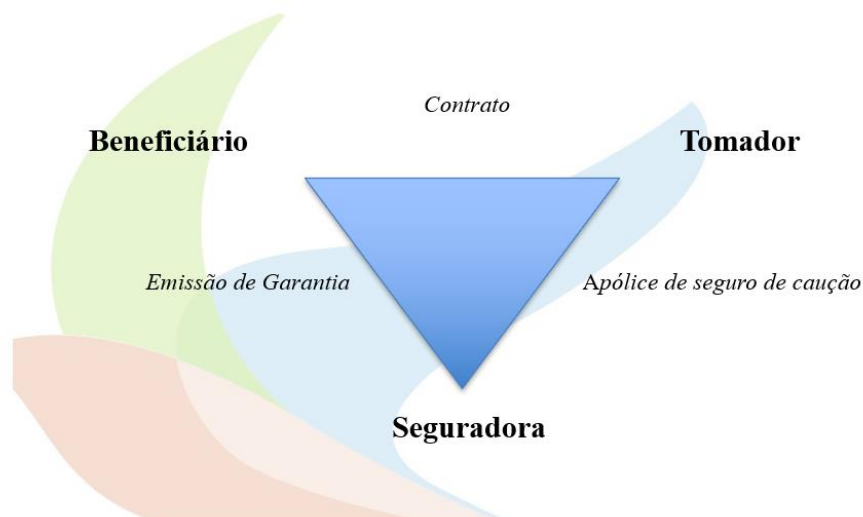 Contrato
Beneficiário
Tomador
Emissão de Garantia
Apólice de seguro de caução
Seguradora